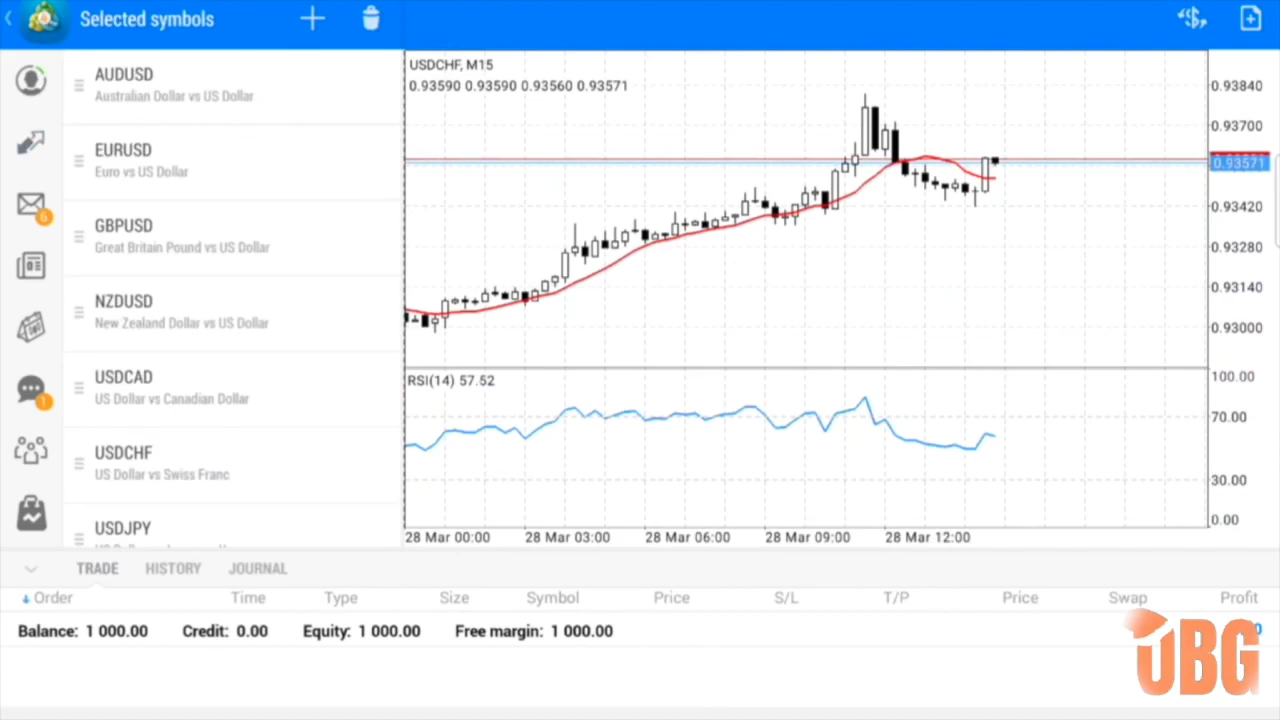 Selected symbols
AUDUSD
Australian Dollar vs US Dollar
EURUSD
Euro vs US Dollar
GBPUSD
Great Britain Pound vs US Dollar
NZDUSD
New Zealand Dollar vs US Dollar
USDCAD
US Dollar vs Canadian Dollar
USDCHF
US Dollar vs Swiss Franc
USDJPY
6
1
USDCHF, M15
0.93590 0.93590 0.93560 0.93571
0.93840
0.93700
0.93571
0.93420
0.93280
0.93140
0.93000
RSI(14) 57.52
100.00
70.00
30.00
0.00
28 Mar 00:00 28 Mar 03:00 28 Mar 06:00 28 Mar 09:00 28 Mar 12:00
TRADE HISTORY JOURNAL
Order Time Type Size Symbol Price S/L T/P Price Swap Profit
Balance: 1 000.00 Credit: 0.00 Equity: 1 000.00 Free margin: 1 000.00
OBG